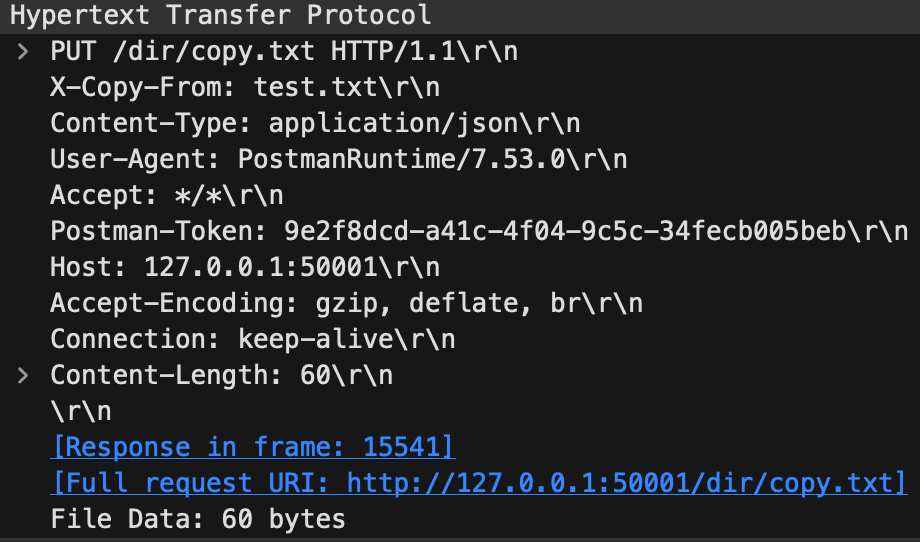 Hypertext Transfer Protocol
PUT /dir/copy.txt HTTP/1.1\r\n
X-Copy-From: test.txt\r\n
Content-Type: application/json\r\n
User-Agent: PostmanRuntime/7.53.0\r\n
Accept: */*\r\n
Postman-Token: 9e2f8dcd-a41c-4f04-9c5c-34fecb005beb\r\n
Host: 127.0.0.1:50001\r\n
Accept-Encoding: gzip, deflate, br\r\n
Connection: keep-alive\r\n
Content-Length: 60\r\n
\r\n
[Response in frame: 15541]
[Full request URI: http://127.0.0.1:50001/dir/copy.txt]
File Data: 60 bytes